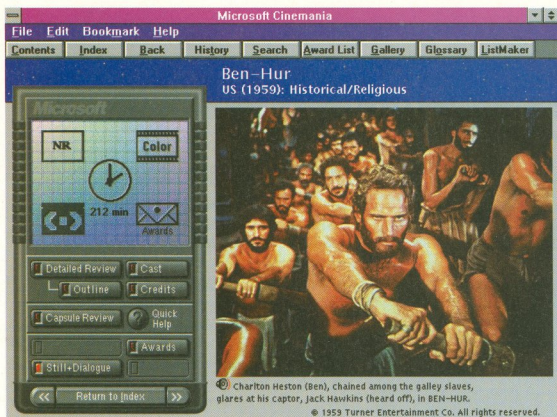 Microsoft Cinemania
File Edit Bookmark Help
Contents Index Back History Search Award List Gallery Glossary ListMaker
Ben-Hur
US (1959): Historical/Religious
Microsoft
NR
Color
212 min
Awards
Detailed Review
Cast
Outline
Credits
Capsule Review
? Quick Help
Awards
Still+Dialogue
Return to Index
Charlton Heston (Ben), chained among the galley slaves,
glares at his captor, Jack Hawkins (heard off), in BEN-HUR.
© 1959 Turner Entertainment Co. All rights reserved.